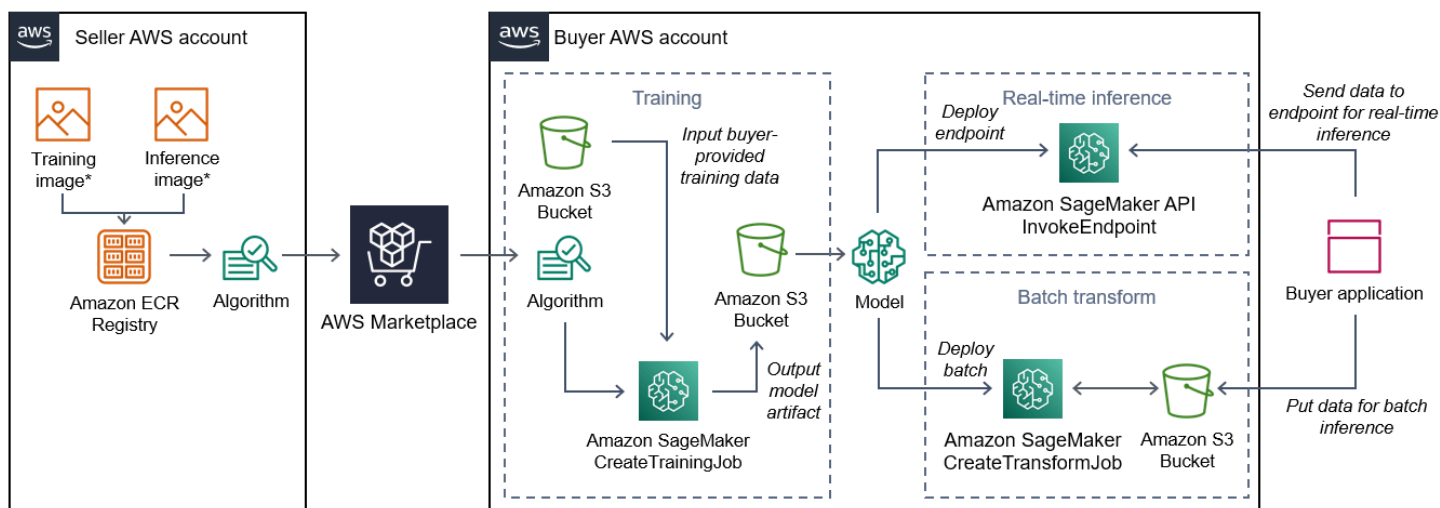 aws
Seller AWS account
Training
image*
Inference
image*
Amazon ECR
Registry
Algorithm
AWS Marketplace
aws
Buyer AWS account
Training
Amazon S3
Bucket
Input buyer-
provided
training data
Algorithm
Amazon S3
Bucket
Output
model
artifact
Amazon SageMaker
CreateTrainingJob
Model
Real-time inference
Deploy
endpoint
Amazon SageMaker API
InvokeEndpoint
Batch transform
Deploy
batch
Amazon SageMaker
CreateTransformJob
Amazon S3
Bucket
Send data to
endpoint for real-time
inference
Buyer application
Put data for batch
inference